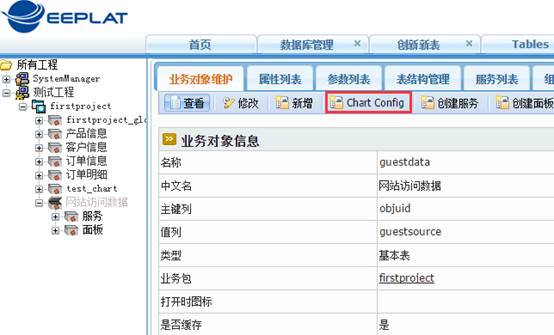 EEPLAT
首页
数据库管理
创新新表
Tables
所有工程
SystemManager
测试工程
firstproject
firstproject_glo
产品信息
客户信息
订单信息
订单明细
test_chart
网站访问数据
服务
面板
业务对象维护
属性列表
参数列表
表结构管理
服务列表
组
查看
修改
新增
Chart Config
创建服务
创建面板
业务对象信息
名称 guestdata
中文名 网站访问数据
主键列 objuid
值列 guestsource
类型 基本表
业务包 firstproject
打开时图标
是否缓存 是